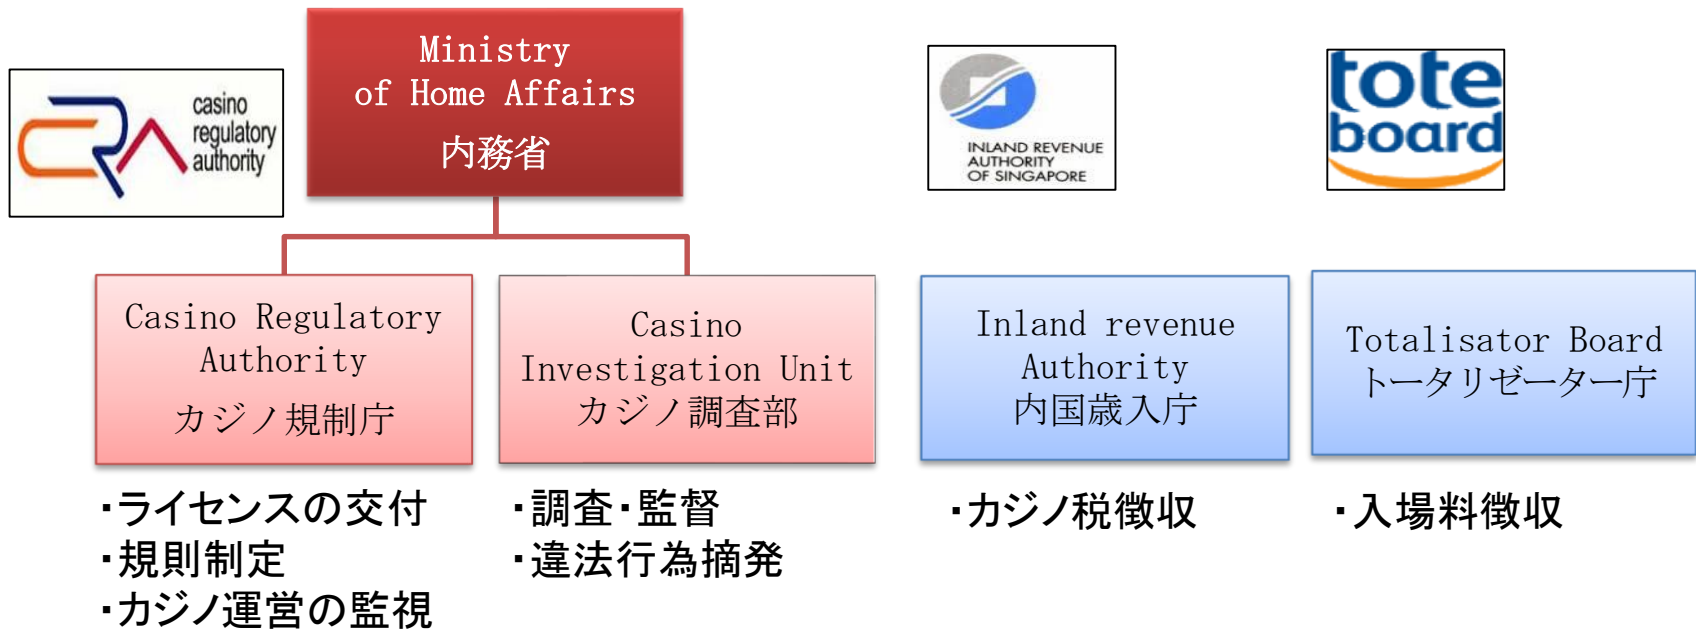 Ministry
of Home Affairs
内務省
casino
regulatory
authority
CRA
INLAND REVENUE
AUTHORITY
OF SINGAPORE
tote
board
Casino Regulatory
Authority
カジノ規制庁
Casino
Investigation Unit
カジノ調査部
Inland revenue
Authority
内国歳入庁
Totalisator Board
トータリゼーター庁
・ライセンスの交付
・規則制定
・カジノ運営の監視
・調査・監督
・違法行為摘発
・カジノ税徴収
・入場料徴収